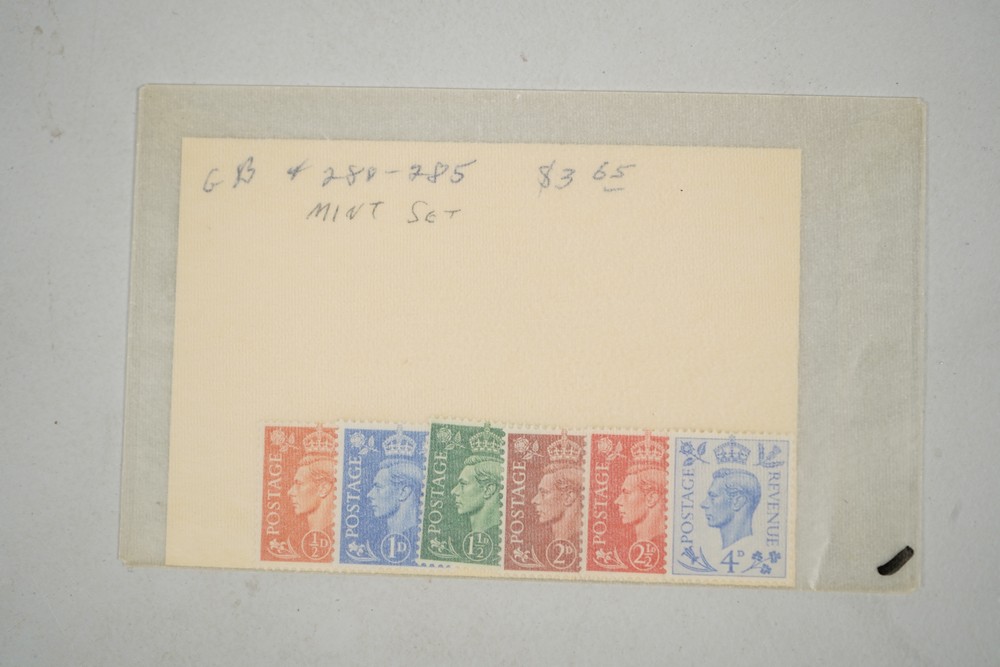 GB # 280-285 $3 65
MINT SET
POSTAGE ½D
POSTAGE 1D
POSTAGE 1½D
POSTAGE 2D
POSTAGE 2½
POSTAGE REVENUE 4D